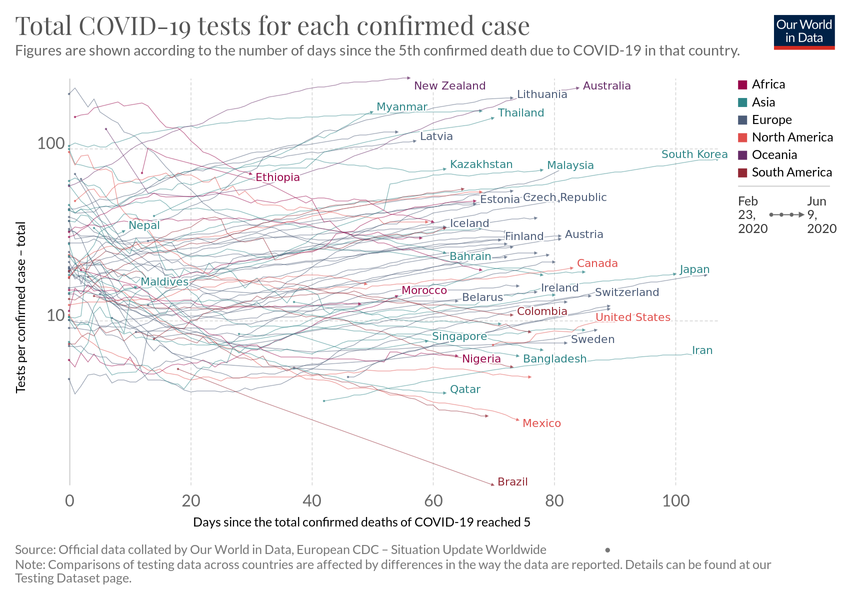 Total COVID-19 tests for each confirmed case
Figures are shown according to the number of days since the 5th confirmed death due to COVID-19 in that country.
Our World
in Data
Africa
Asia
Europe
North America
Oceania
South America
Feb
23,
2020
Jun
9,
2020
Tests per confirmed case – total
100
10
New Zealand
Australia
Lithuania
Myanmar
Thailand
Latvia
South Korea
Kazakhstan
Malaysia
Ethiopia
Estonia
Czech Republic
Nepal
Iceland
Finland
Austria
Bahrain
Canada
Japan
Maldives
Morocco
Ireland
Belarus
Switzerland
Colombia
United States
Singapore
Sweden
Nigeria
Bangladesh
Iran
Qatar
Mexico
Brazil
0
20
40
60
80
100
Days since the total confirmed deaths of COVID-19 reached 5
Source: Official data collated by Our World in Data, European CDC – Situation Update Worldwide
Note: Comparisons of testing data across countries are affected by differences in the way the data are reported. Details can be found at our
Testing Dataset page.